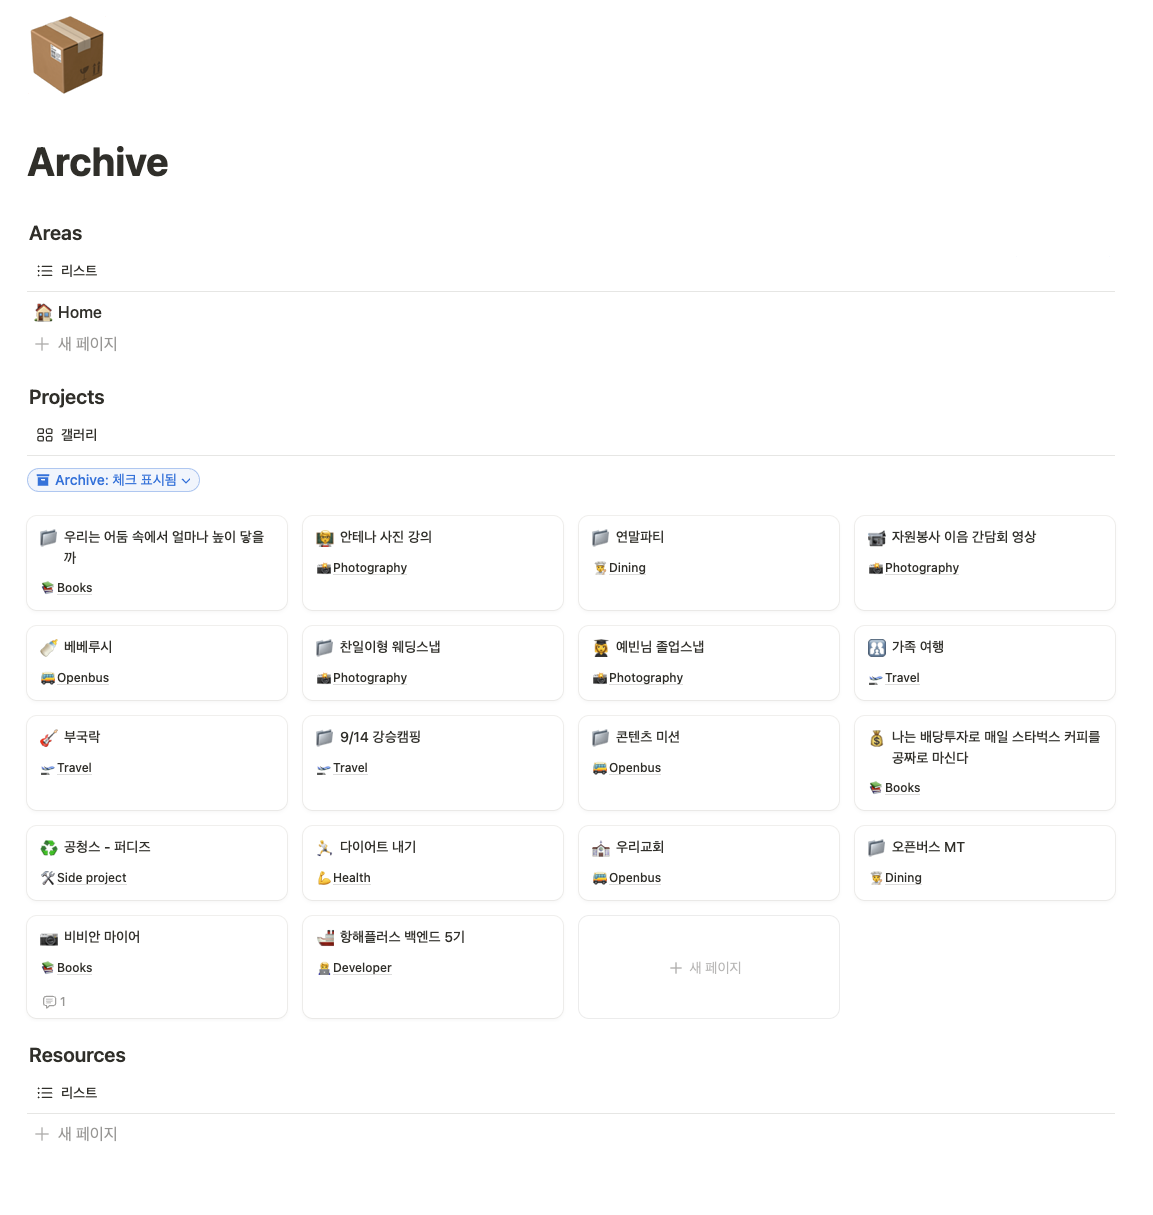 Archive
Areas
리스트
Home
새 페이지
Projects
갤러리
Archive: 체크 표시됨
우리는 어둠 속에서 얼마나 높이 닿을
까
Books
안테나 사진 강의
Photography
연말파티
Dining
자원봉사 이음 간담회 영상
Photography
베베루시
Openbus
찬일이형 웨딩스냅
Photography
예빈님 졸업스냅
Photography
가족 여행
Travel
부국락
Travel
9/14 강승캠핑
Travel
콘텐츠 미션
Openbus
나는 배당투자로 매일 스타벅스 커피를
공짜로 마신다
Books
공청스 - 퍼디즈
Side project
다이어트 내기
Health
우리교회
Openbus
오픈버스 MT
Dining
비비안 마이어
Books
1
항해플러스 백엔드 5기
Developer
새 페이지
Resources
리스트
새 페이지